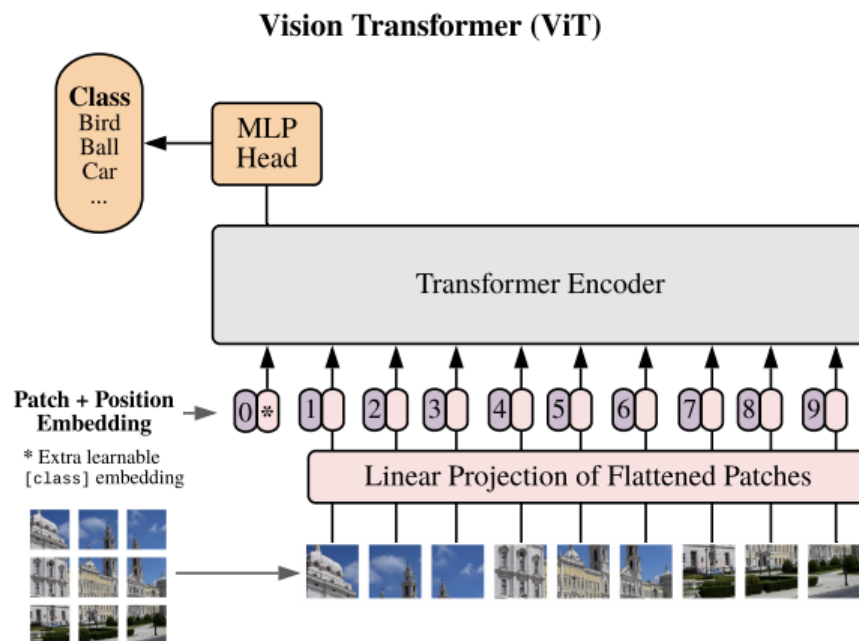 Vision Transformer (ViT)
Class
Bird
Ball
Car
...
MLP
Head
Transformer Encoder
Patch + Position
Embedding
0 * 1 2 3 4 5 6 7 8 9
* Extra learnable
[class] embedding
Linear Projection of Flattened Patches